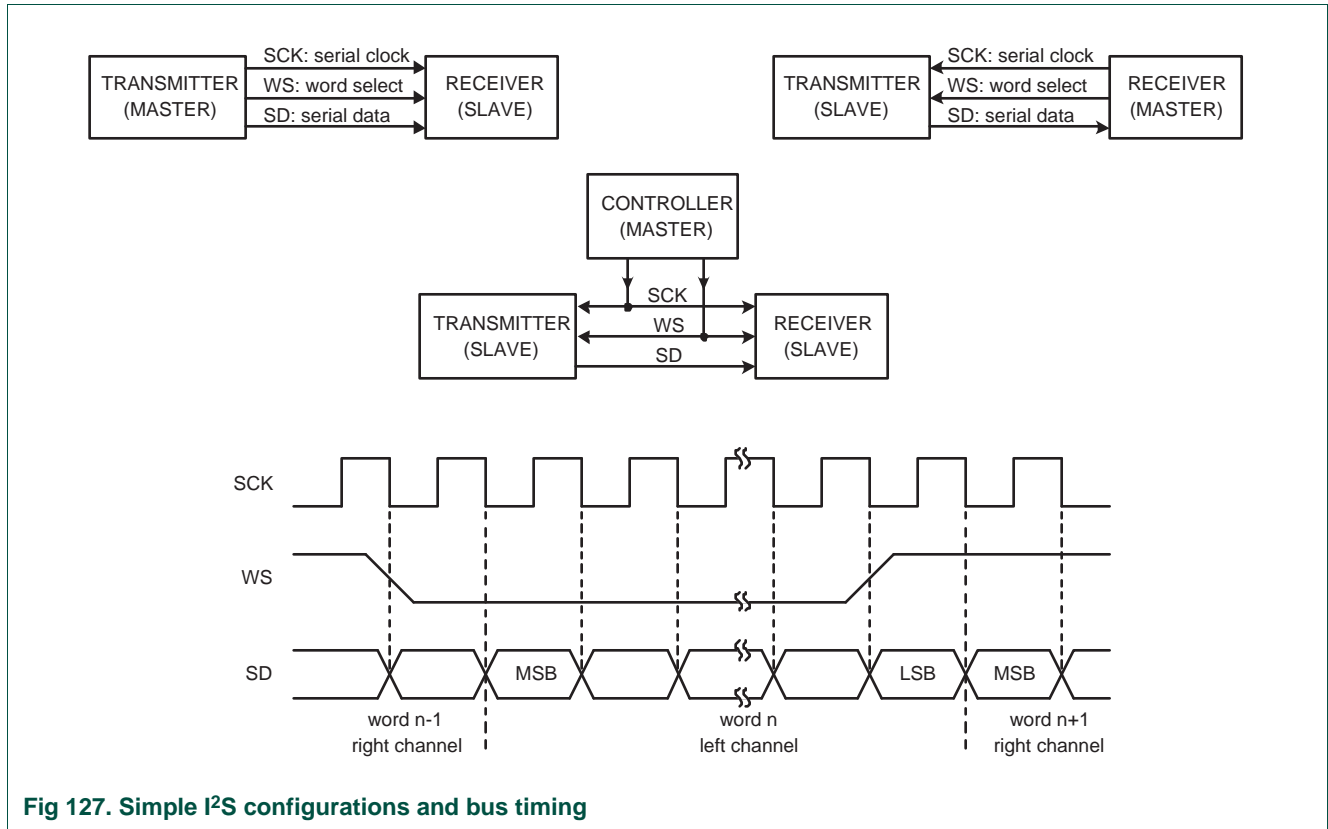 SCK: serial clock
WS: word select
SD: serial data
TRANSMITTER
(MASTER)
RECEIVER
(SLAVE)
SCK: serial clock
WS: word select
SD: serial data
TRANSMITTER
(SLAVE)
RECEIVER
(MASTER)
CONTROLLER
(MASTER)
TRANSMITTER
(SLAVE)
SCK
WS
SD
RECEIVER
(SLAVE)
SCK
WS
SD
MSB
LSB
MSB
word n-1
right channel
word n
left channel
word n+1
right channel
Fig 127. Simple I²S configurations and bus timing